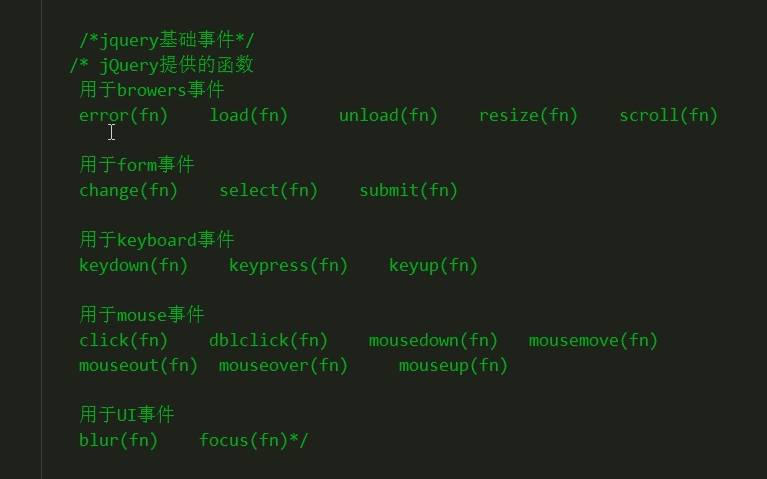 /*jquery基础事件*/
/* jQuery提供的函数
用于browers事件
error(fn) load(fn) unload(fn) resize(fn) scroll(fn)
用于form事件
change(fn) select(fn) submit(fn)
用于keyboard事件
keydown(fn) keypress(fn) keyup(fn)
用于mouse事件
click(fn) dblclick(fn) mousedown(fn) mousemove(fn)
mouseout(fn) mouseover(fn) mouseup(fn)
用于UI事件
blur(fn) focus(fn)*/